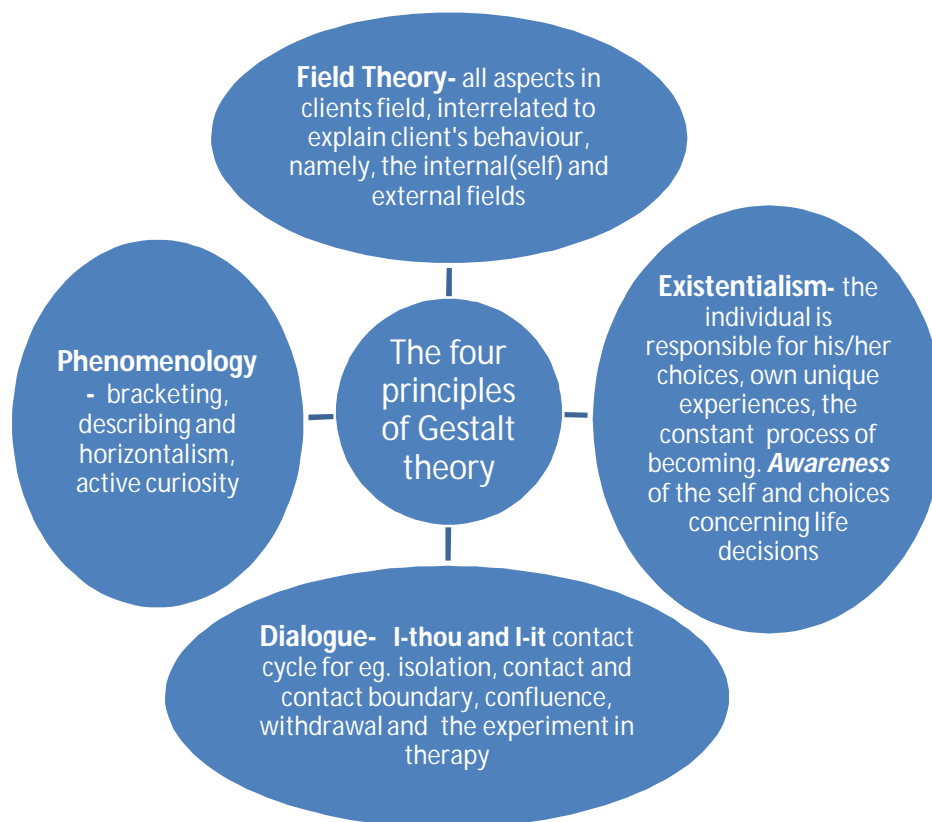 Field Theory- all aspects in
clients field, interrelated to
explain client's behaviour,
namely, the internal(self) and
external fields
Existentialism- the
individual is
responsible for his/her
choices, own unique
experiences, the
constant process of
becoming. Awareness
of the self and choices
concerning life
decisions
The four
principles
of Gestalt
theory
Phenomenology
- bracketing,
describing and
horizontalism,
active curiosity
Dialogue- I-thou and I-it contact
cycle for eg. isolation, contact and
contact boundary, confluence,
withdrawal and the experiment in
therapy